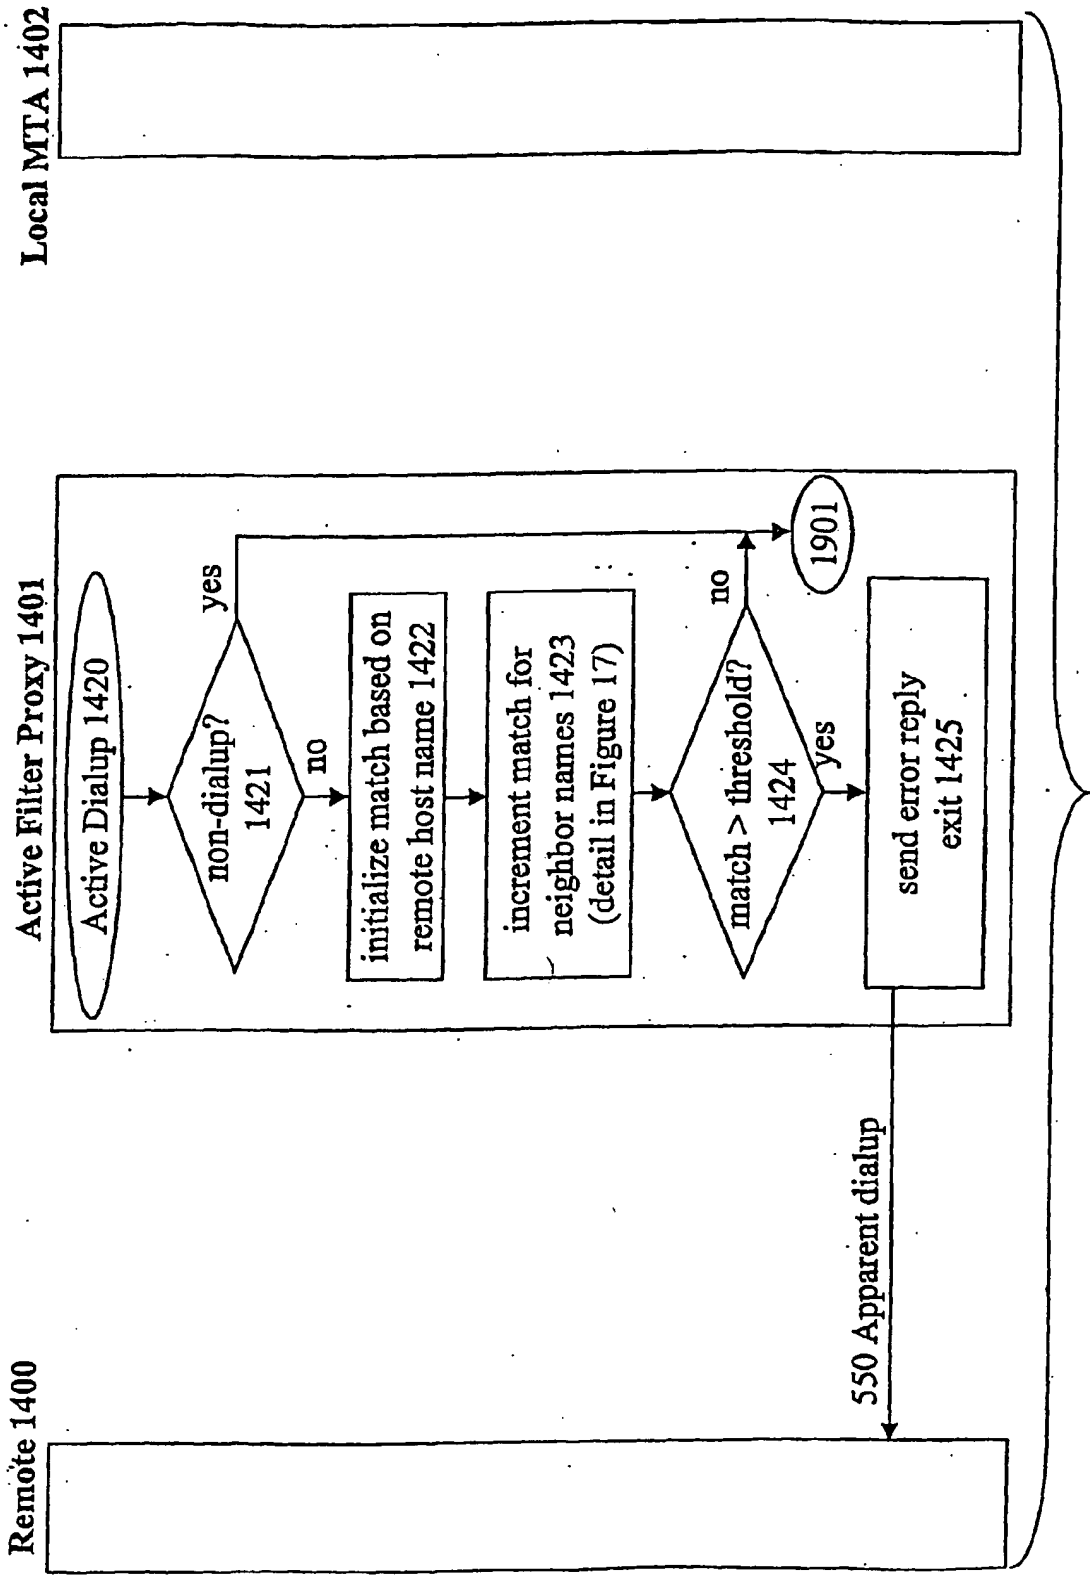 Remote 1400
Active Filter Proxy 1401
Local MTA 1402
Active Dialup 1420
non-dialup?
1421
yes
no
initialize match based on
remote host name 1422
increment match for
neighbor names 1423
(detail in Figure 17)
match > threshold?
1424
no
yes
1901
send error reply
exit 1425
550 Apparent dialup